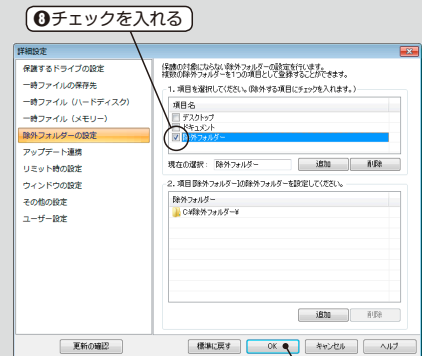 ❽チェックを入れる
詳細設定
保護するドライブの設定
一時ファイルの保存先
一時ファイル（ハードディスク）
一時ファイル（メモリー）
除外フォルダーの設定
アップデート連携
リミット時の設定
ウィンドウの設定
その他の設定
ユーザー設定
保護の対象にならない除外フォルダーの設定を行います。
複数の除外フォルダーを1つの項目として登録することができます。
1. 項目を選択してください。(除外する項目にチェックを入れます。)
項目名
デスクトップ
ドキュメント
除外フォルダー
現在の選択： 除外フォルダー 追加 削除
2. 項目[除外フォルダー]の除外フォルダーを設定してください。
除外フォルダー
C:¥除外フォルダー¥
追加 削除
更新の確認 標準に戻す OK キャンセル ヘルプ